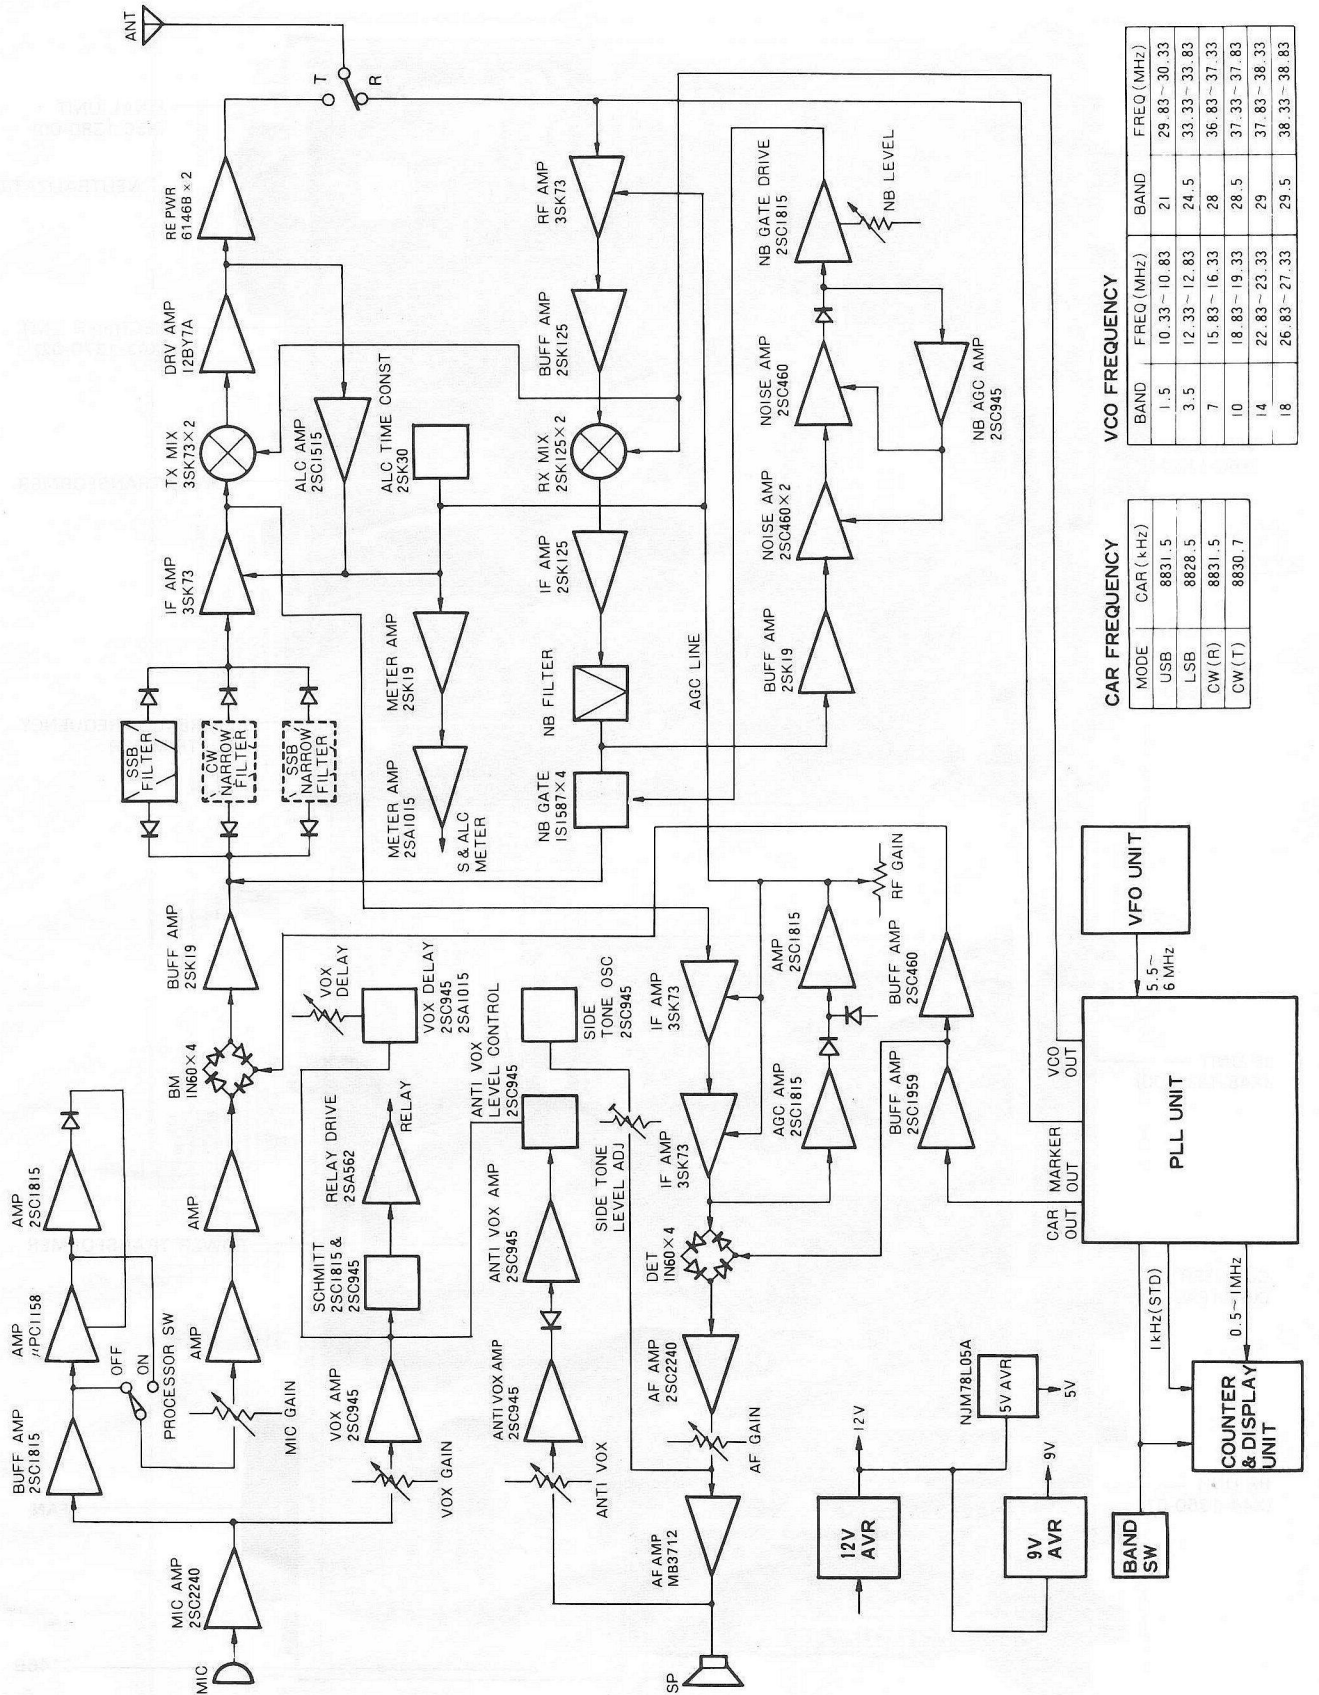 ANT
T
R
RE PWR
6146B × 2
DRV AMP
12BY7A
TX MIX
3SK73×2
IF AMP
3SK73
SSB
FILTER
CW
NARROW
FILTER
SSB
NARROW
FILTER
BUFF AMP
2SK19
BM
IN60×4
AMP
AMP
AMP
2SC1815
AMP
μPC1158
BUFF AMP
2SC1815
OFF
ON
PROCESSOR SW
MIC GAIN
MIC AMP
2SC2240
MIC
ALC AMP
2SC1515
ALC TIME CONST
2SK30
METER AMP
2SK19
METER AMP
2SA1015
S & ALC
METER
VOX
DELAY
VOX DELAY
2SC945
2SA1015
RELAY
RELAY DRIVE
2SA562
SCHMITT
2SC1815 &
2SC945
VOX AMP
2SC945
VOX GAIN
RF AMP
3SK73
BUFF AMP
2SK125
RX MIX
2SK125×2
IF AMP
2SK125
NB FILTER
NB GATE
1S1587×4
SIDE
TONE OSC
2SC945
ANTI VOX
LEVEL CONTROL
2SC945
ANTI VOX AMP
2SC945
ANTI VOX AMP
2SC945
ANTI VOX
SIDE TONE
LEVEL ADJ
AGC LINE
IF AMP
3SK73
IF AMP
3SK73
DET
IN60×4
AF AMP
2SC2240
AF GAIN
AF AMP
MB3712
SP
NB GATE DRIVE
2SC1815
NB LEVEL
NOISE AMP
2SC460
NB AGC AMP
2SC945
NOISE AMP
2SC460×2
BUFF AMP
2SK19
RF GAIN
AMP
2SC1815
AGC AMP
2SC1815
BUFF AMP
2SC460
BUFF AMP
2SC1959
12V
12V
AVR
NJM78L05A
5V AVR
5V
9V
9V
AVR
VFO UNIT
5.5~
6 MHz
PLL UNIT
VCO
OUT
MARKER
OUT
CAR
OUT
1kHz(STD)
0.5~1MHz
COUNTER
& DISPLAY
UNIT
BAND
SW
CAR FREQUENCY
MODE CAR(kHz)
USB 8831.5
LSB 8828.5
CW(R) 8831.5
CW(T) 8830.7
VCO FREQUENCY
BAND FREQ(MHz) BAND FREQ(MHz)
1.5 10.33~10.83 21 29.83~30.33
3.5 12.33~12.83 24.5 33.33~33.83
7 15.83~16.33 28 36.83~37.33
10 18.83~19.33 28.5 37.33~37.83
14 22.83~23.33 29 37.83~38.33
18 26.83~27.33 29.5 38.33~38.83